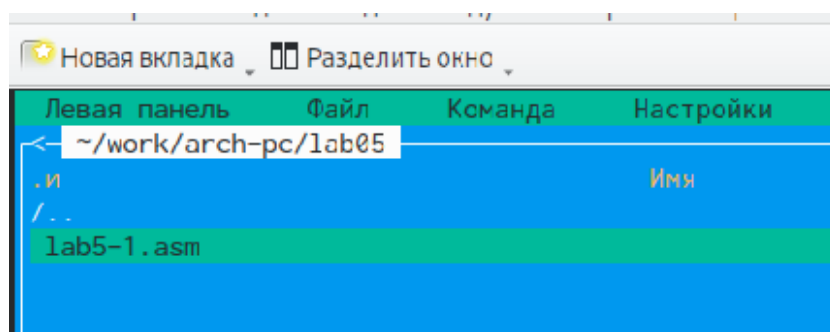 Новая вкладка Разделить окно
Левая панель Файл Команда Настройки
<- ~/work/arch-pc/lab05
.и Имя
/..
lab5-1.asm